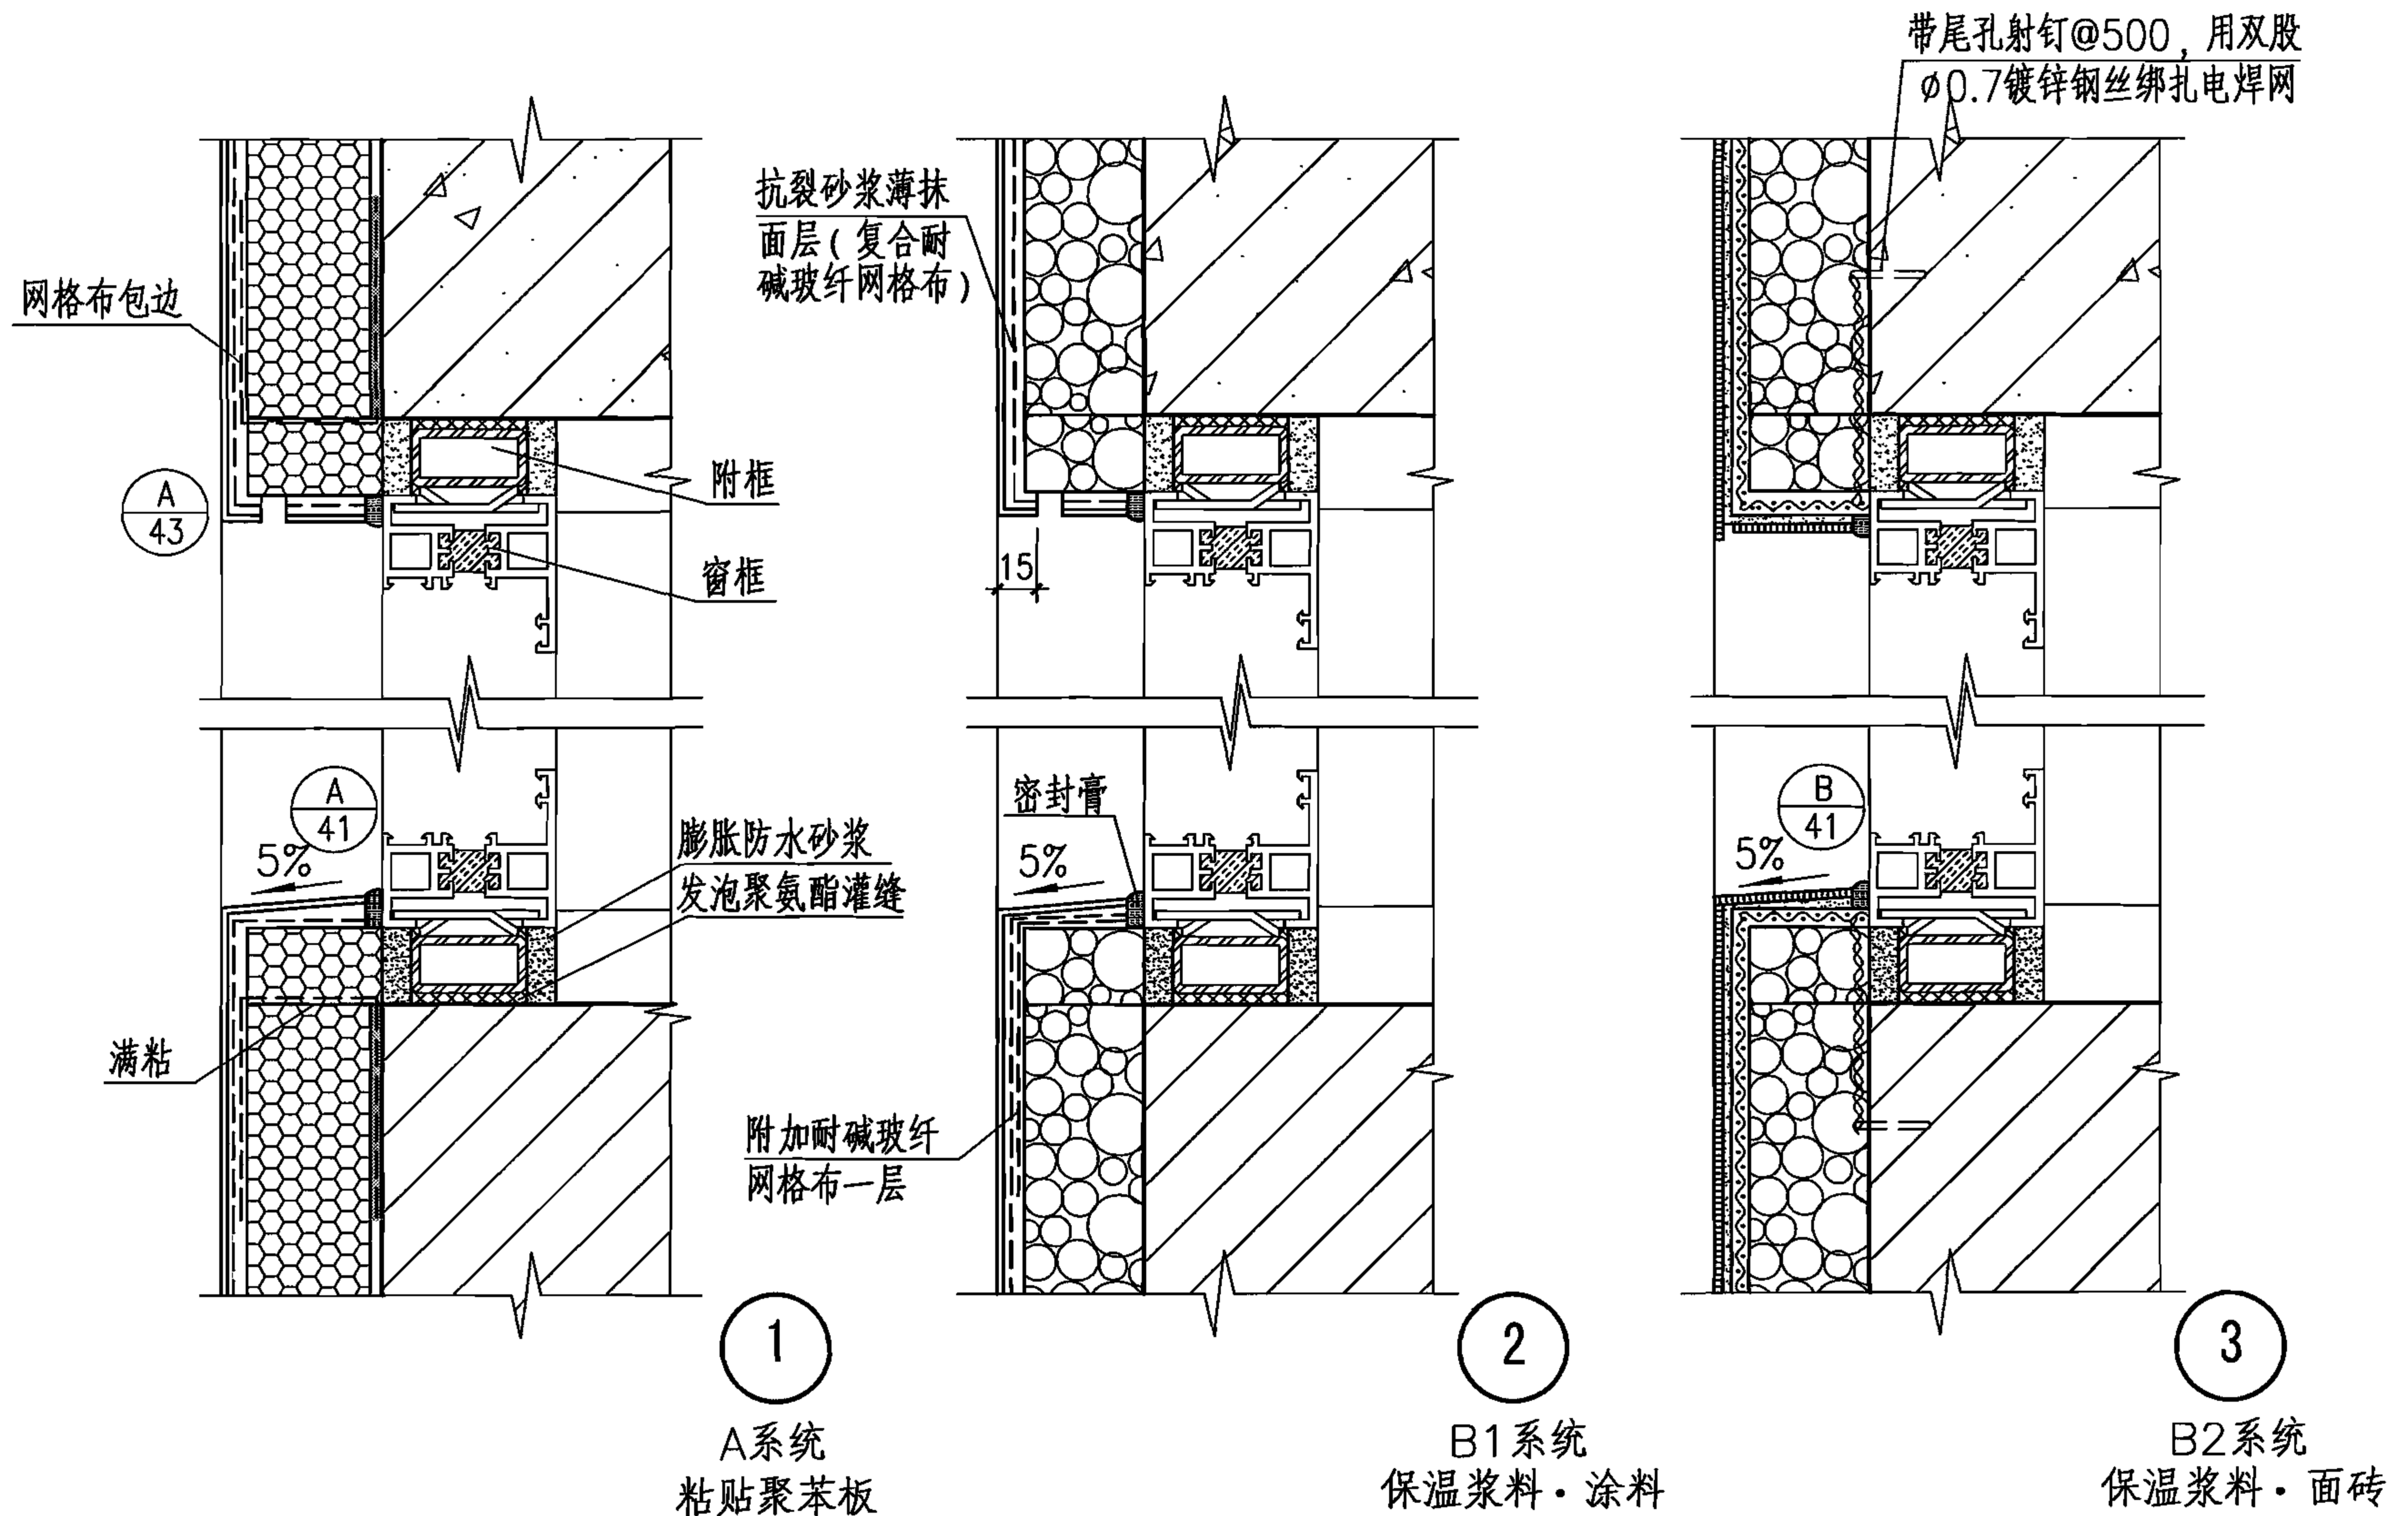 带尾孔射钉@500,用双股
ø0.7镀锌钢丝绑扎电焊网
网格布包边
抗裂砂浆薄抹
面层(复合耐
碱玻纤网格布)
A
43
附框
窗框
15
A
41
5%
膨胀防水砂浆
发泡聚氨酯灌缝
密封膏
5%
B
41
5%
满粘
附加耐碱玻纤
网格布一层
1
A系统
粘贴聚苯板
2
B1系统
保温浆料·涂料
3
B2系统
保温浆料·面砖